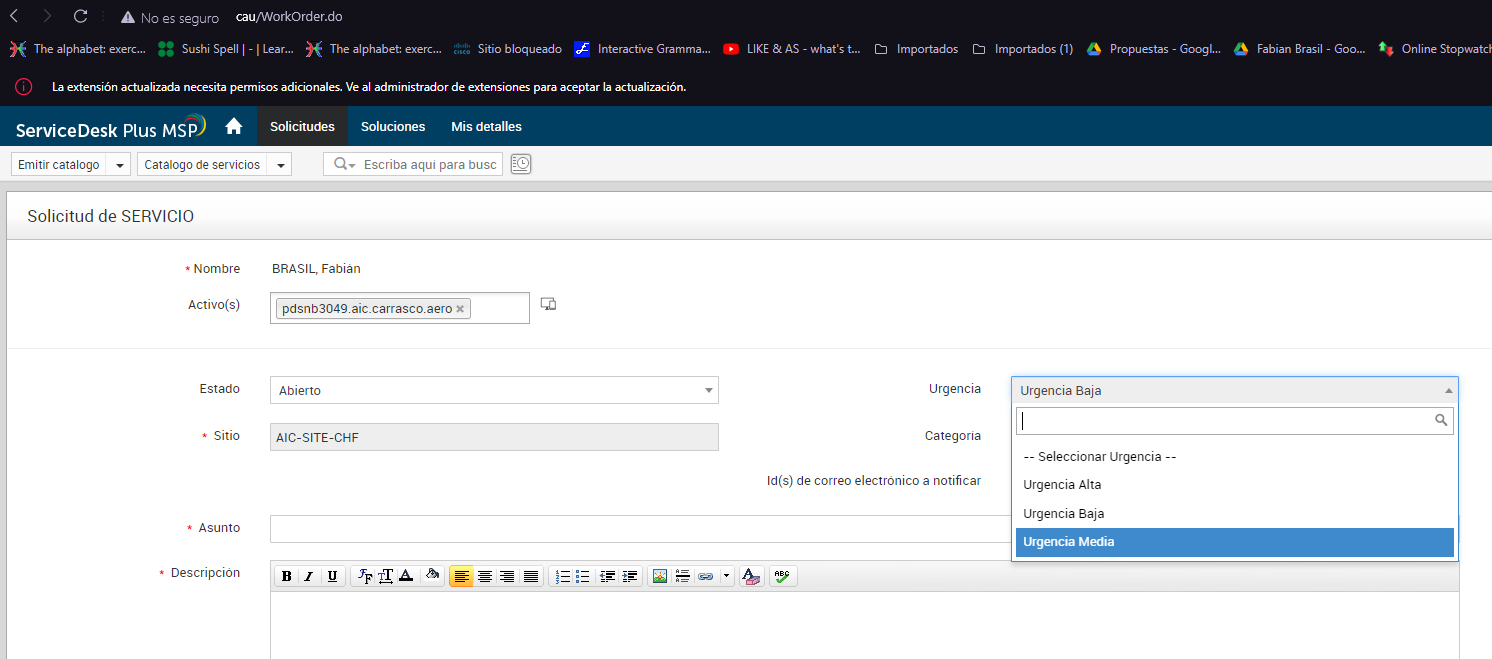 No es seguro cau/WorkOrder.do
The alphabet: exerc... Sushi Spell | - | Lear... The alphabet: exerc... Sitio bloqueado Interactive Gramma... LIKE & AS - what's t... Importados Importados (1) Propuestas - Googl... Fabian Brasil - Goo... Online Stopwatch
La extensión actualizada necesita permisos adicionales. Ve al administrador de extensiones para aceptar la actualización.
ServiceDesk Plus MSP Solicitudes Soluciones Mis detalles
Emitir catálogo Catálogo de servicios Escriba aquí para busc
Solicitud de SERVICIO
* Nombre BRASIL, Fabián
Activo(s) pdsnb3049.aic.carrasco.aero ×
Estado Abierto Urgencia Urgencia Baja
* Sitio AIC-SITE-CHF Categoría
-- Seleccionar Urgencia --
Id(s) de correo electrónico a notificar Urgencia Alta
Urgencia Baja
* Asunto
Urgencia Media
* Descripción B I U ABC